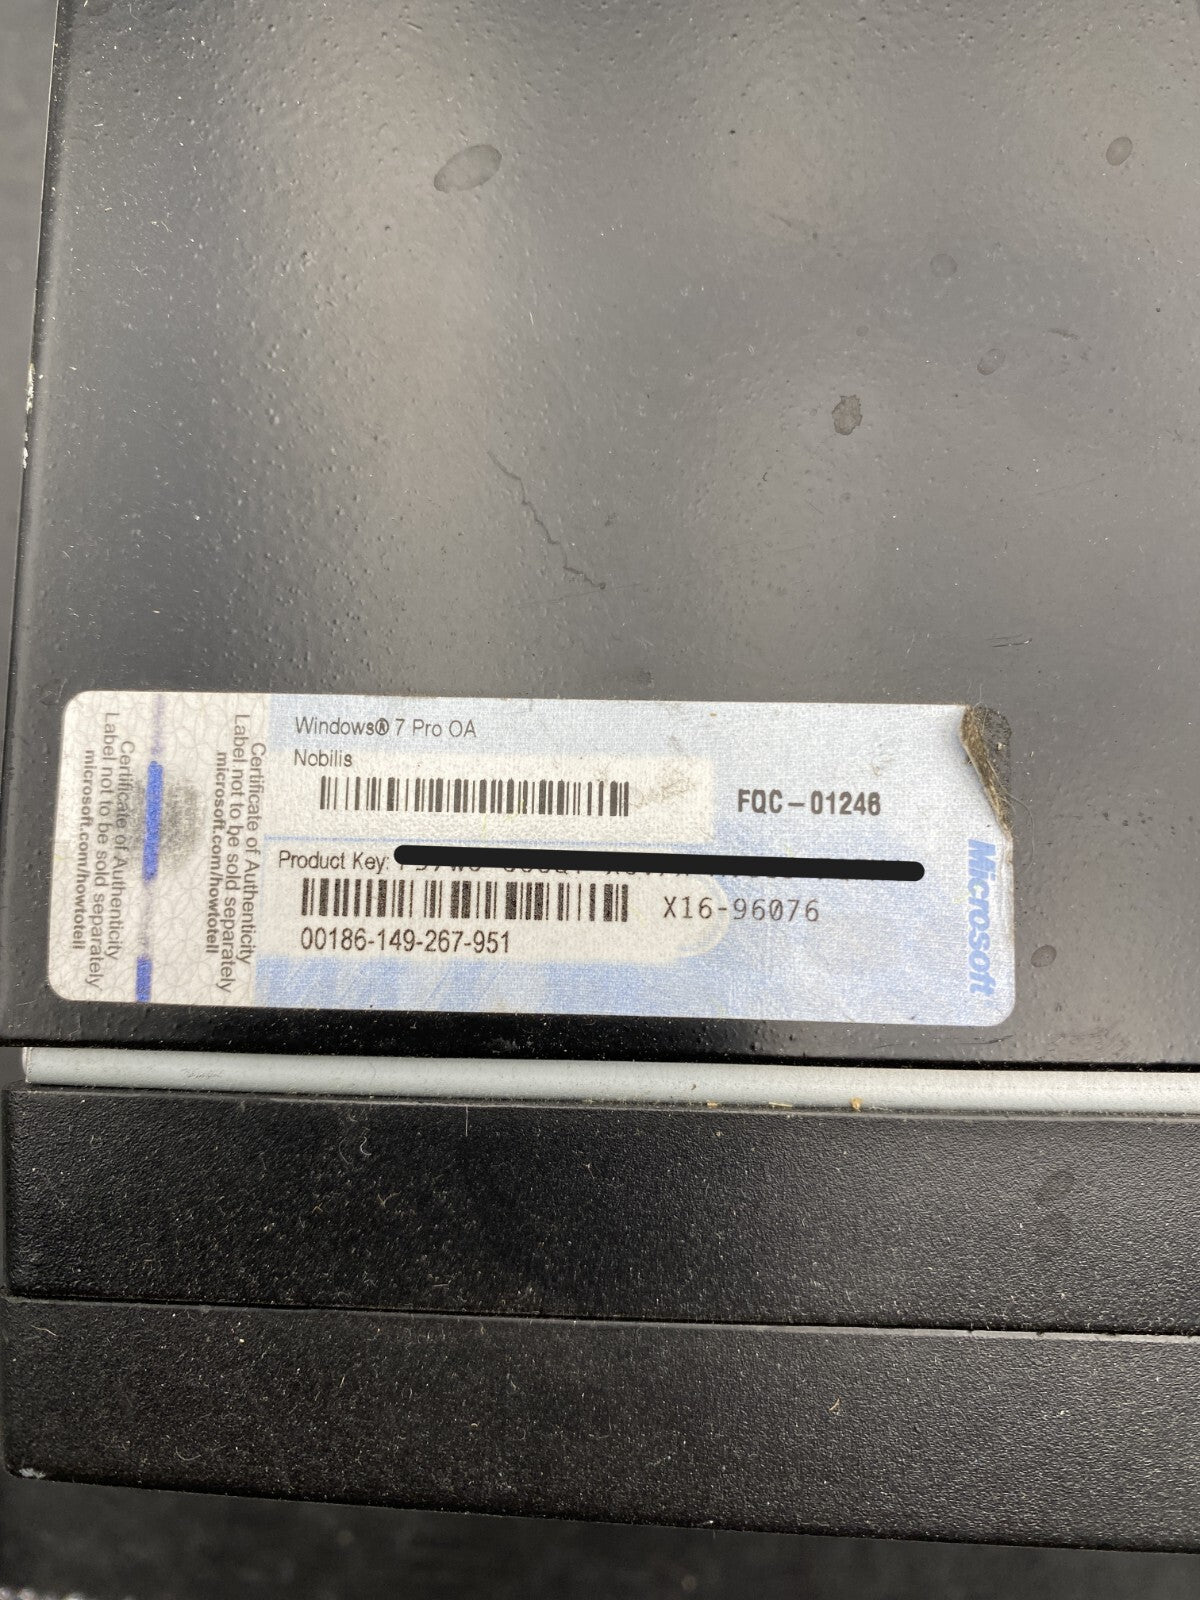 Windows® 7 Pro OA
Nobilis
FQC-01246
Product Key:
X16-96076
00186-149-267-951
Microsoft
Certificate of Authenticity
Label not to be sold separately
microsoft.com/howtotell
Certificate of Authenticity
Label not to be sold separately
microsoft.com/howtotell